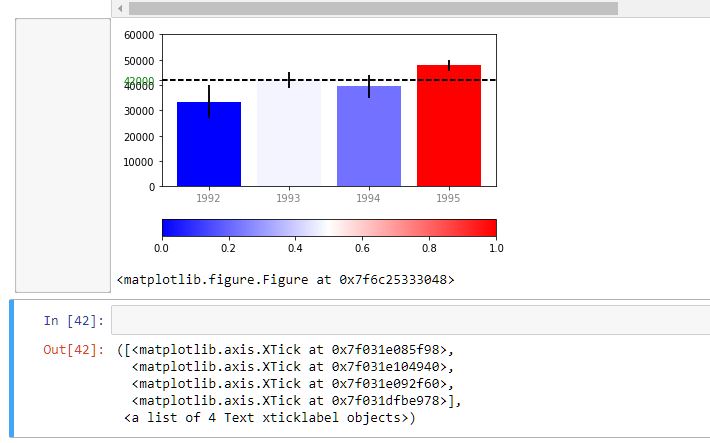 60000
50000
42000
40000
30000
20000
10000
0
1992 1993 1994 1995
0.0 0.2 0.4 0.6 0.8 1.0
<matplotlib.figure.Figure at 0x7f6c25333048>
In [42]:
Out[42]: ([<matplotlib.axis.XTick at 0x7f031e085f98>,
<matplotlib.axis.XTick at 0x7f031e104940>,
<matplotlib.axis.XTick at 0x7f031e092f60>,
<matplotlib.axis.XTick at 0x7f031dfbe978>],
<a list of 4 Text xticklabel objects>)